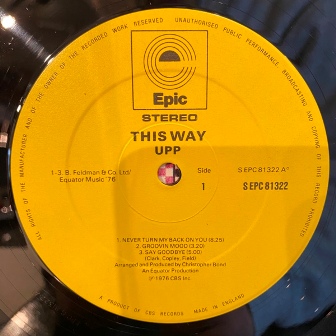 ALL RIGHTS OF THE MANUFACTURER AND OF THE OWNER OF THE RECORDED WORK RESERVED UNAUTHORISED PUBLIC PERFORMANCE BROADCASTING AND COPYING OF THIS RECORD PROHIBITED
Epic
STEREO
THIS WAY
UPP
1-3. B. Feldman & Co. Ltd/
Equator Music '76
Side
1
S EPC 81322 A
S EPC 81322
1. NEVER TURN MY BACK ON YOU (8.25)
2. GROOVIN MOOD (3.20)
3. SAY GOODBYE (5.00)
(Clark, Copley, Field)
Arranged and Produced by Christopher Bond
An Equator Production
℗ 1976 CBS Inc.
A PRODUCT OF CBS RECORDS MADE IN ENGLAND